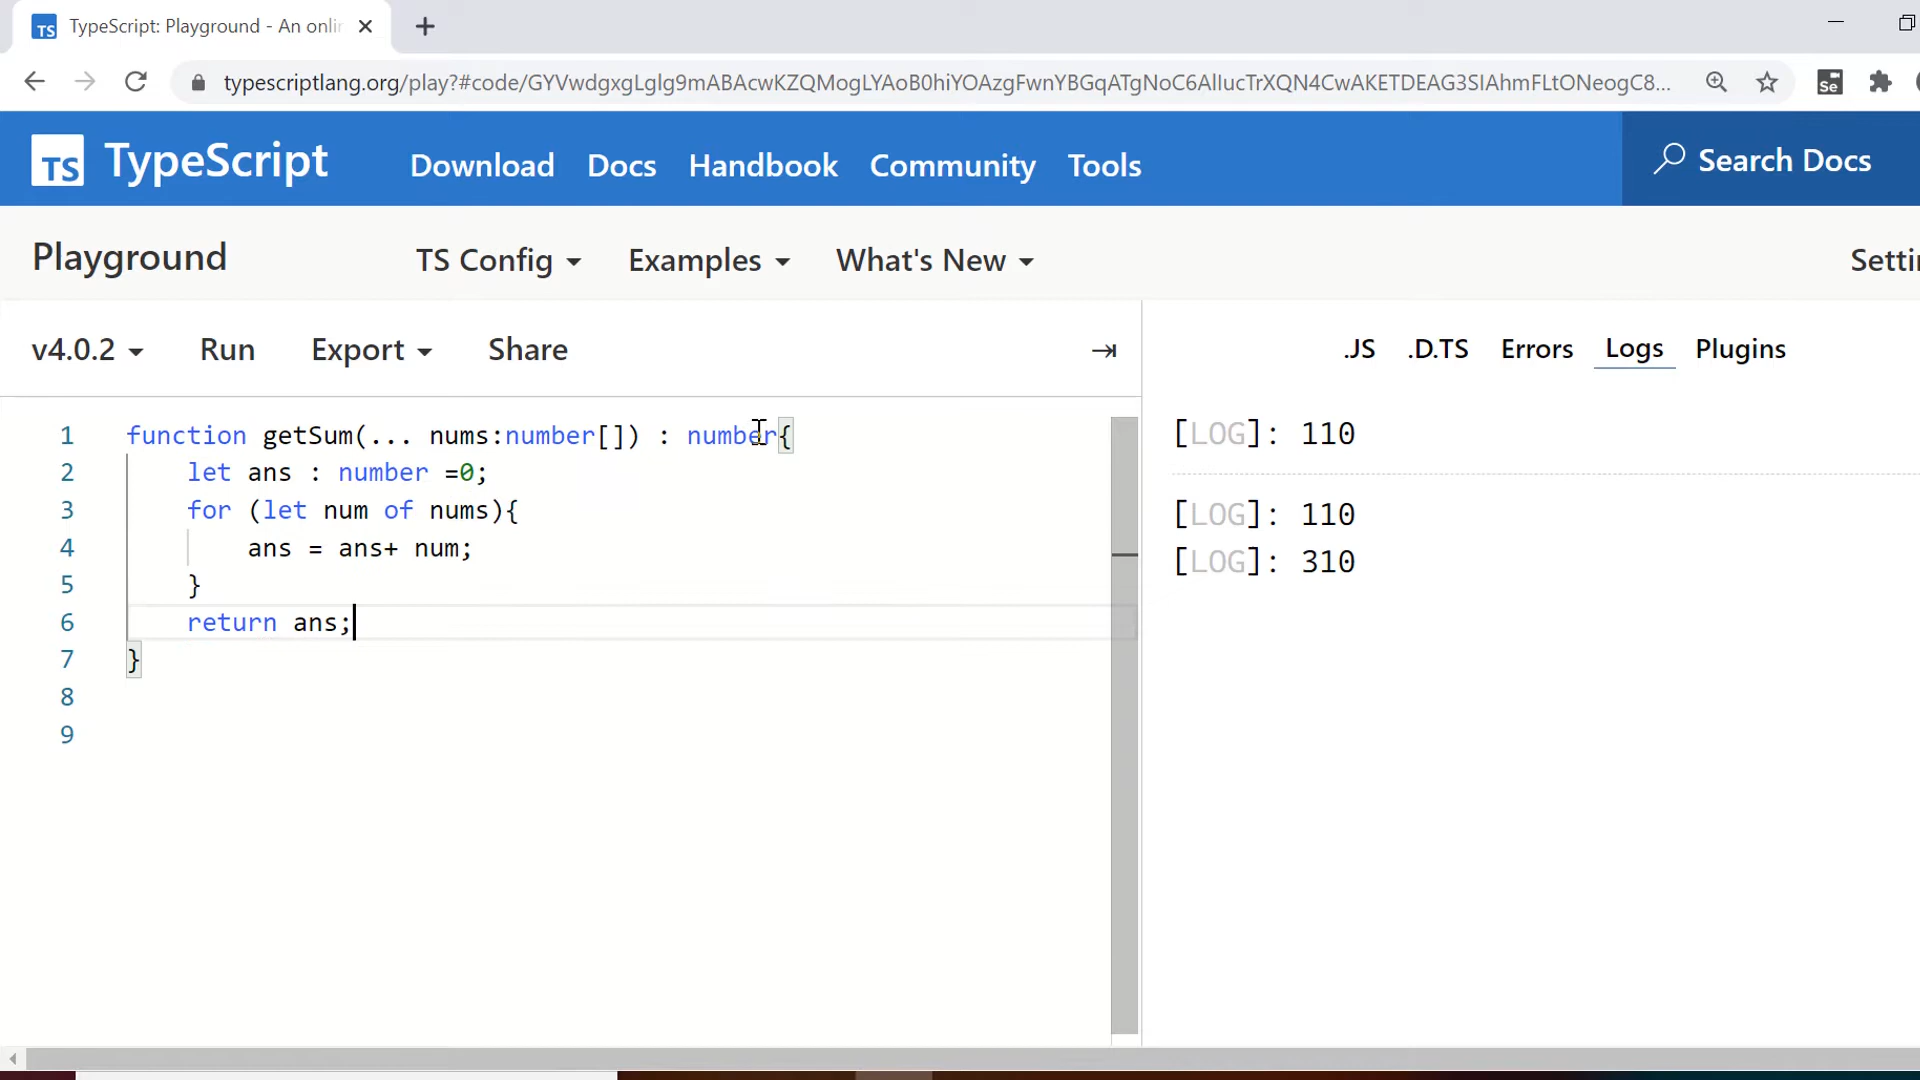 TS TypeScript: Playground - An onli
typescriptlang.org/play?#code/GYVwdgxgLglg9mABAcwKZQMogLYAoB0hiYOAzgFwnYBGqATgNoC6AllucTrXQN4CwAKETDEAG3SIAhmFLtONeogC8...
Se
TS TypeScript Download Docs Handbook Community Tools Search Docs
Playground TS Config Examples What's New Setti
v4.0.2 Run Export Share .JS .D.TS Errors Logs Plugins
1 function getSum(... nums:number[]) : number{
2 let ans : number =0;
3 for (let num of nums){
4 ans = ans+ num;
5 }
6 return ans;
7 }
8
9
[LOG]: 110
[LOG]: 110
[LOG]: 310